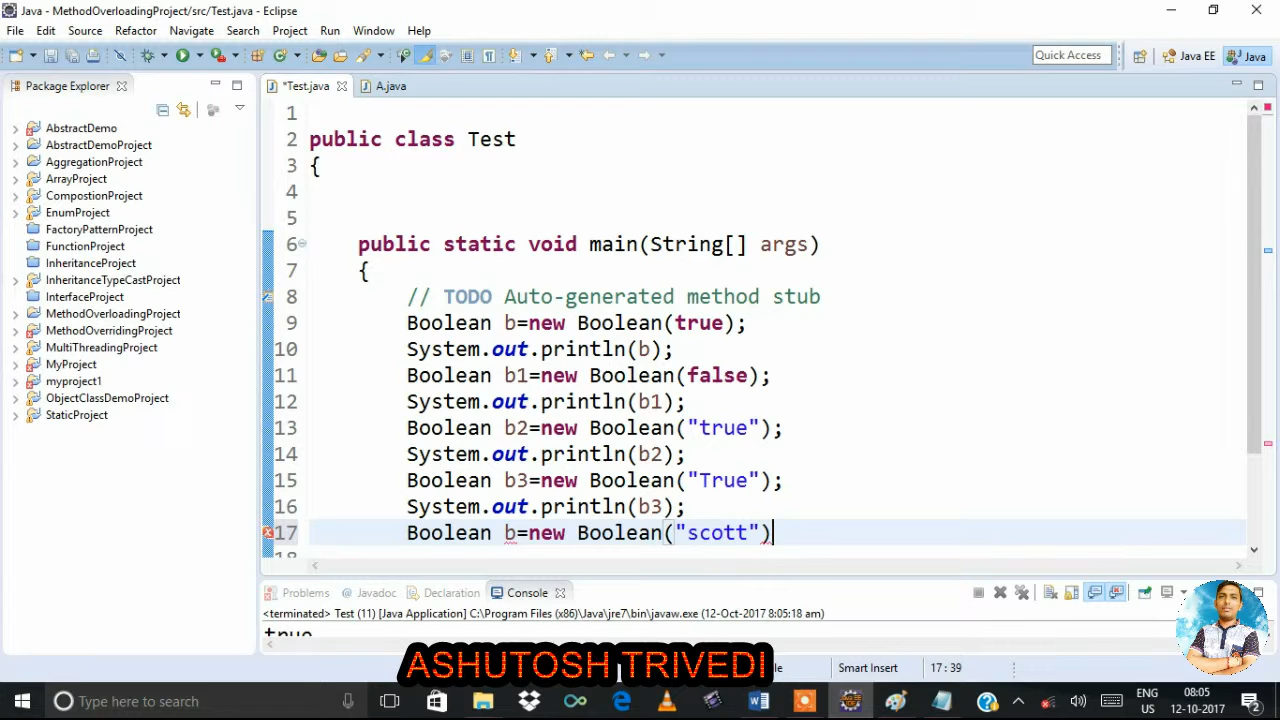 Java - MethodOverloadingProject/src/Test.java - Eclipse
File Edit Source Refactor Navigate Search Project Run Window Help
Quick Access Java EE Java
Package Explorer
*Test.java A.java
AbstractDemo
AbstractDemoProject
AggregationProject
ArrayProject
CompostionProject
EnumProject
FactoryPatternProject
FunctionProject
InheritanceProject
InheritanceTypeCastProject
InterfaceProject
MethodOverloadingProject
MethodOverridingProject
MultiThreadingProject
MyProject
myproject1
ObjectClassDemoProject
StaticProject
1
2 public class Test
3 {
4
5
6 public static void main(String[] args)
7 {
8 // TODO Auto-generated method stub
9 Boolean b=new Boolean(true);
10 System.out.println(b);
11 Boolean b1=new Boolean(false);
12 System.out.println(b1);
13 Boolean b2=new Boolean("true");
14 System.out.println(b2);
15 Boolean b3=new Boolean("True");
16 System.out.println(b3);
17 Boolean b=new Boolean("scott")
18
Problems Javadoc Declaration Console
<terminated> Test (11) [Java Application] C:\Program Files (x86)\Java\jre7\bin\javaw.exe (12-Oct-2017 8:05:18 am)
true
ASHUTOSH TRIVEDI
Smart Insert 17 : 39
Type here to search
ENG
IN
08:05
12-10-2017
2